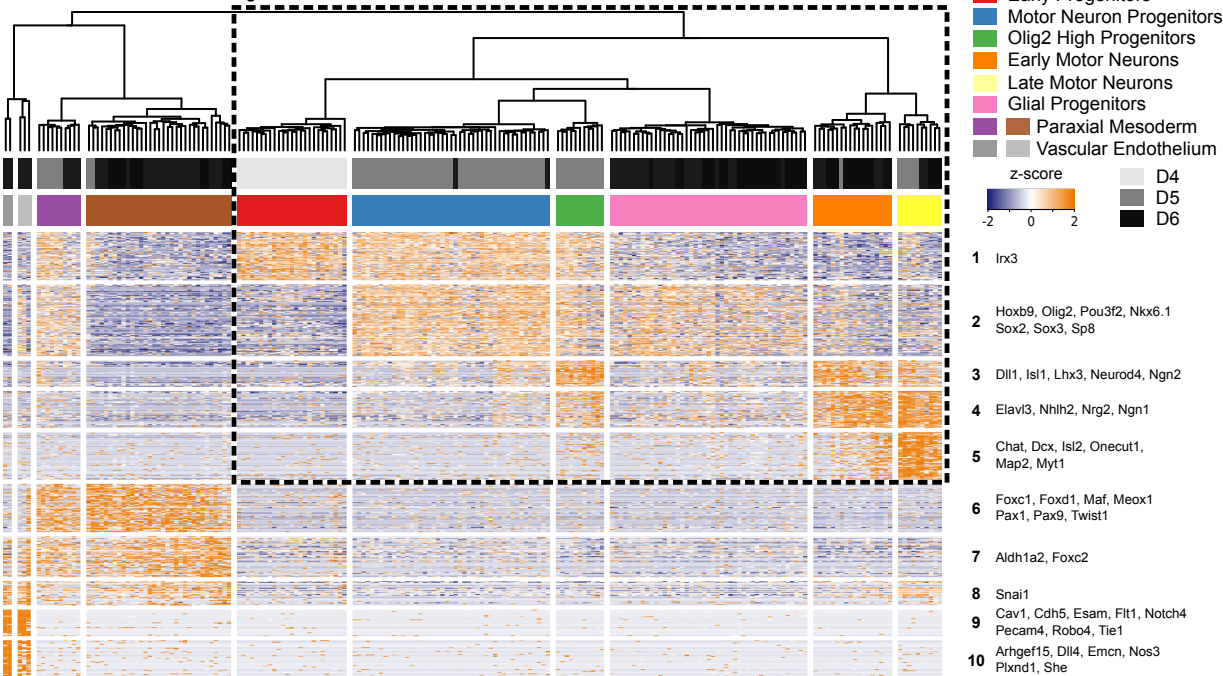 Motor Neuron Progenitors
Olig2 High Progenitors
Early Motor Neurons
Late Motor Neurons
Glial Progenitors
Paraxial Mesoderm
Vascular Endothelium
z-score
-2 0 2
D4
D5
D6
1 Irx3
2 Hoxb9, Olig2, Pou3f2, Nkx6.1
Sox2, Sox3, Sp8
3 Dll1, Isl1, Lhx3, Neurod4, Ngn2
4 Elavl3, Nhlh2, Nrg2, Ngn1
5 Chat, Dcx, Isl2, Onecut1,
Map2, Myt1
6 Foxc1, Foxd1, Maf, Meox1
Pax1, Pax9, Twist1
7 Aldh1a2, Foxc2
8 Snai1
9 Cav1, Cdh5, Esam, Flt1, Notch4
Pecam4, Robo4, Tie1
10 Arhgef15, Dll4, Emcn, Nos3
Plxnd1, She